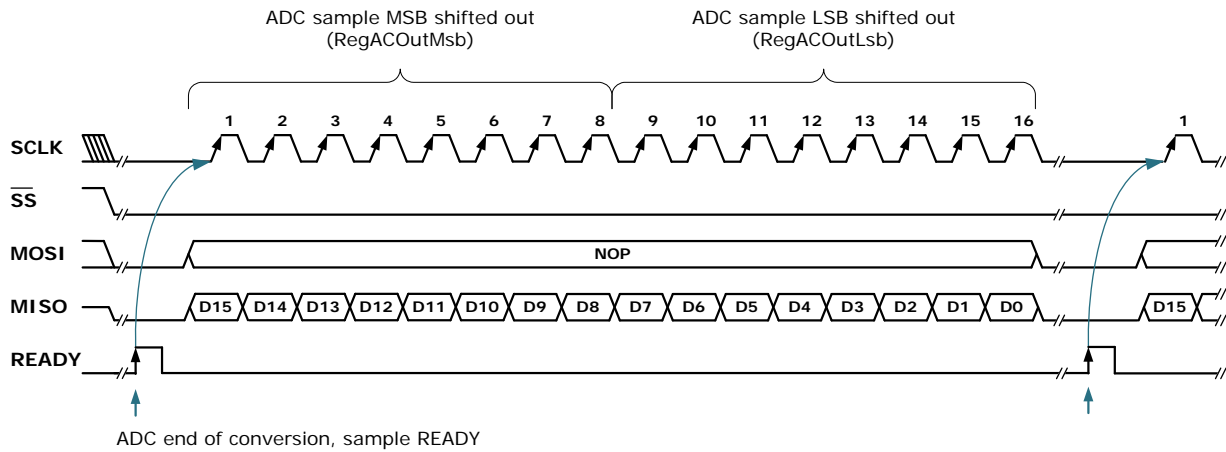 ADC sample MSB shifted out
(RegACOutMsb)
ADC sample LSB shifted out
(RegACOutLsb)
1 2 3 4 5 6 7 8 9 10 11 12 13 14 15 16 1
SCLK
SS
MOSI NOP
MISO D15 D14 D13 D12 D11 D10 D9 D8 D7 D6 D5 D4 D3 D2 D1 D0 D15
READY
ADC end of conversion, sample READY